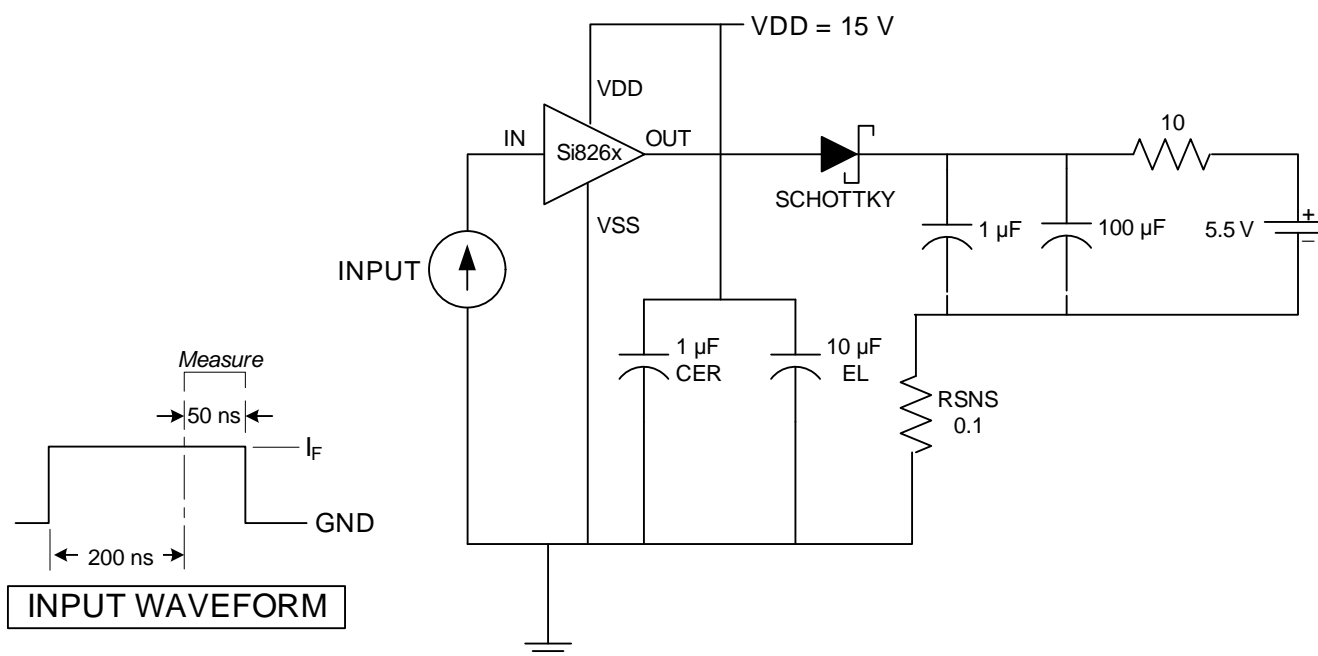 VDD = 15 V
VDD
IN
Si826x
OUT
SCHOTTKY
10
VSS
1 µF
100 µF
5.5 V
+
–
INPUT
1 µF
CER
10 µF
EL
RSNS
0.1
Measure
50 ns
IF
GND
200 ns
INPUT WAVEFORM